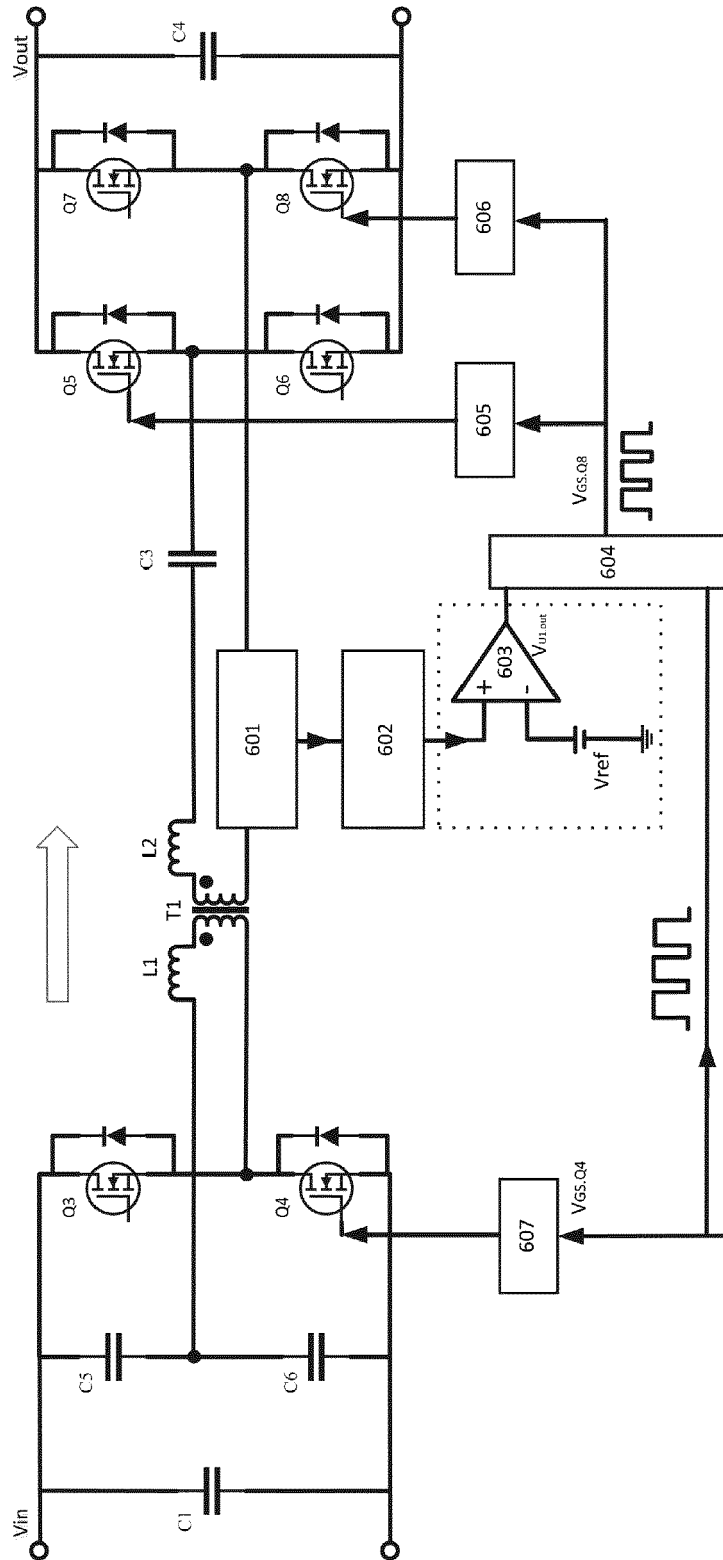 Vin
C1
C5
C6
Q3
Q4
607
VGS.Q4
L1
T1
L2
601
602
603
+
-
Vref
VU1.out
604
C3
VGS.Q8
605
606
Q5
Q6
Q7
Q8
C4
Vout